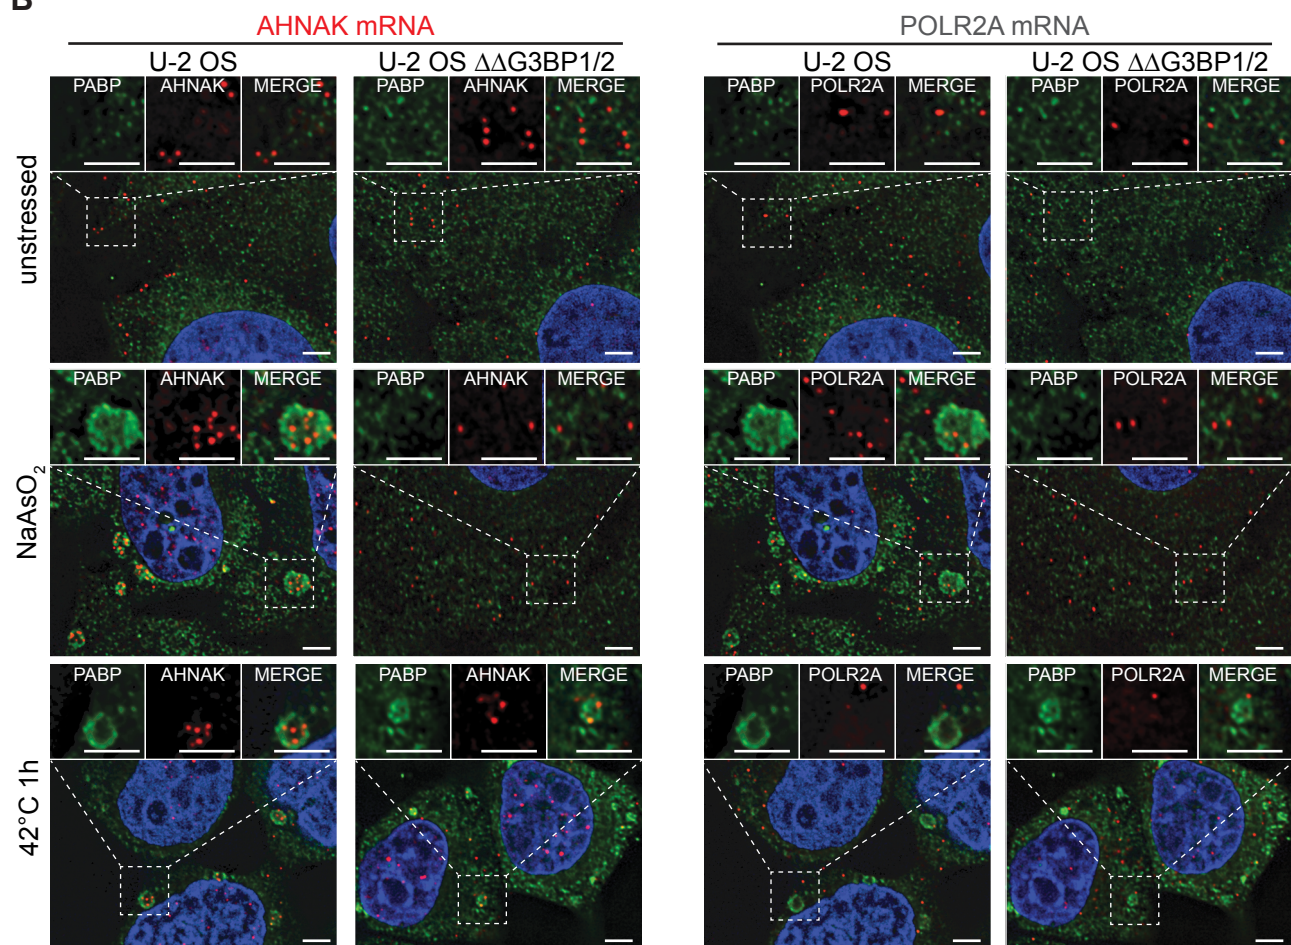 B
AHNAK mRNA POLR2A mRNA
U-2 OS U-2 OS ΔΔG3BP1/2 U-2 OS U-2 OS ΔΔG3BP1/2
unstressed
PABP AHNAK MERGE PABP AHNAK MERGE PABP POLR2A MERGE PABP POLR2A MERGE
NaAsO₂
PABP AHNAK MERGE PABP AHNAK MERGE PABP POLR2A MERGE PABP POLR2A MERGE
42°C 1h
PABP AHNAK MERGE PABP AHNAK MERGE PABP POLR2A MERGE PABP POLR2A MERGE